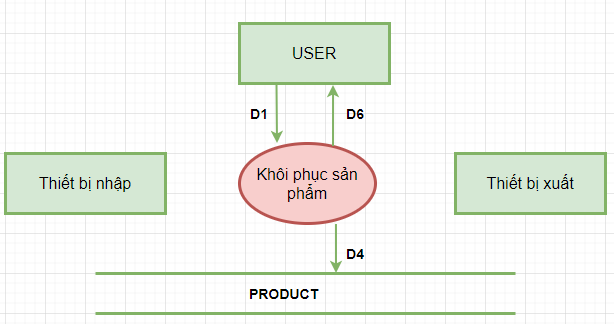 USER
D1
D6
Thiết bị nhập
Khôi phục sản
phẩm
Thiết bị xuất
D4
PRODUCT